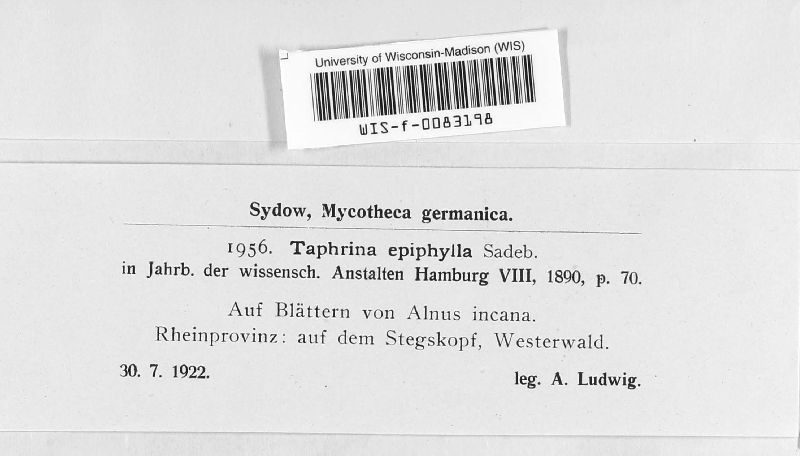 University of Wisconsin-Madison (WIS)
WIS-f-0083198
Sydow, Mycotheca germanica.
1956. Taphrina epiphylla Sadeb.
in Jahrb. der wissensch. Anstalten Hamburg VIII, 1890, p. 70.
Auf Blättern von Alnus incana.
Rheinprovinz: auf dem Stegskopf, Westerwald.
30. 7. 1922.
leg. A. Ludwig.